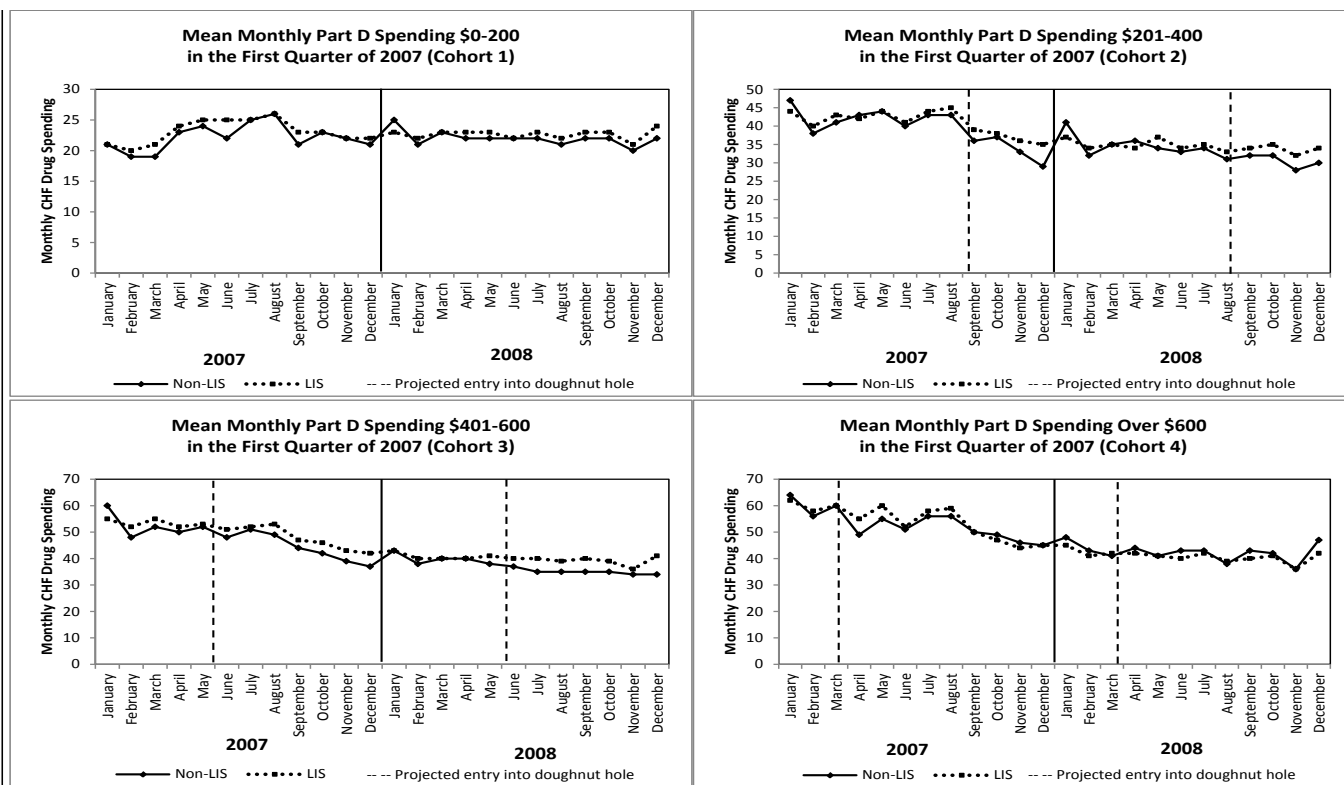 Mean Monthly Part D Spending $0-200
in the First Quarter of 2007 (Cohort 1)
Monthly CHF Drug Spending
30
25
20
15
10
5
0
January
February
March
April
May
June
July
August
September
October
November
December
January
February
March
April
May
June
July
August
September
October
November
December
2007
2008
Non-LIS LIS -- -- Projected entry into doughnut hole
Mean Monthly Part D Spending $201-400
in the First Quarter of 2007 (Cohort 2)
Monthly CHF Drug Spending
50
45
40
35
30
25
20
15
10
5
0
January
February
March
April
May
June
July
August
September
October
November
December
January
February
March
April
May
June
July
August
September
October
November
December
2007
2008
Non-LIS LIS -- -- Projected entry into doughnut hole
Mean Monthly Part D Spending $401-600
in the First Quarter of 2007 (Cohort 3)
Monthly CHF Drug Spending
70
60
50
40
30
20
10
0
January
February
March
April
May
June
July
August
September
October
November
December
January
February
March
April
May
June
July
August
September
October
November
December
2007
2008
Non-LIS LIS -- -- Projected entry into doughnut hole
Mean Monthly Part D Spending Over $600
in the First Quarter of 2007 (Cohort 4)
Monthly CHF Drug Spending
70
60
50
40
30
20
10
0
January
February
March
April
May
June
July
August
September
October
November
December
January
February
March
April
May
June
July
August
September
October
November
December
2007
2008
Non-LIS LIS -- -- Projected entry into doughnut hole